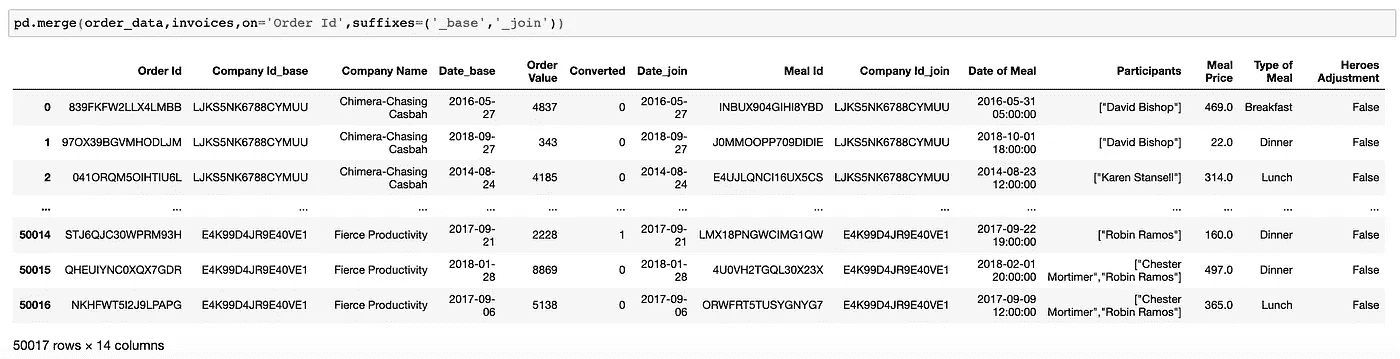 pd.merge(order_data,invoices,on='Order Id',suffixes=('_base','_join'))
Order Id Company Id_base Company Name Date_base Order Value Converted Date_join Meal Id Company Id_join Date of Meal Participants Meal Price Type of Meal Heroes Adjustment
0 839FKFW2LLX4LMBB LJKS5NK6788CYMUU Chimera-Chasing Casbah 2016-05-27 4837 0 2016-05-27 INBUX904GIHI8YBD LJKS5NK6788CYMUU 2016-05-31 05:00:00 ["David Bishop"] 469.0 Breakfast False
1 97OX39BGVMHODLJM LJKS5NK6788CYMUU Chimera-Chasing Casbah 2018-09-27 343 0 2018-09-27 J0MMOOPP709DIDIE LJKS5NK6788CYMUU 2018-10-01 18:00:00 ["David Bishop"] 22.0 Dinner False
2 041ORQM5OIHTIU6L LJKS5NK6788CYMUU Chimera-Chasing Casbah 2014-08-24 4185 0 2014-08-24 E4UJLQNCI16UX5CS LJKS5NK6788CYMUU 2014-08-23 12:00:00 ["Karen Stansell"] 314.0 Lunch False
... ... ... ... ... ... ... ... ... ... ... ... ... ... ...
50014 STJ6QJC30WPRM93H E4K99D4JR9E40VE1 Fierce Productivity 2017-09-21 2228 1 2017-09-21 LMX18PNGWCIMG1QW E4K99D4JR9E40VE1 2017-09-22 19:00:00 ["Robin Ramos"] 160.0 Dinner False
50015 QHEUIYNC0XQX7GDR E4K99D4JR9E40VE1 Fierce Productivity 2018-01-28 8869 0 2018-01-28 4U0VH2TGQL30X23X E4K99D4JR9E40VE1 2018-02-01 20:00:00 ["Chester Mortimer","Robin Ramos"] 497.0 Dinner False
50016 NKHFWT5I2J9LPAPG E4K99D4JR9E40VE1 Fierce Productivity 2017-09-06 5138 0 2017-09-06 ORWFRT5TUSYGNYG7 E4K99D4JR9E40VE1 2017-09-09 12:00:00 ["Chester Mortimer","Robin Ramos"] 365.0 Lunch False
50017 rows × 14 columns